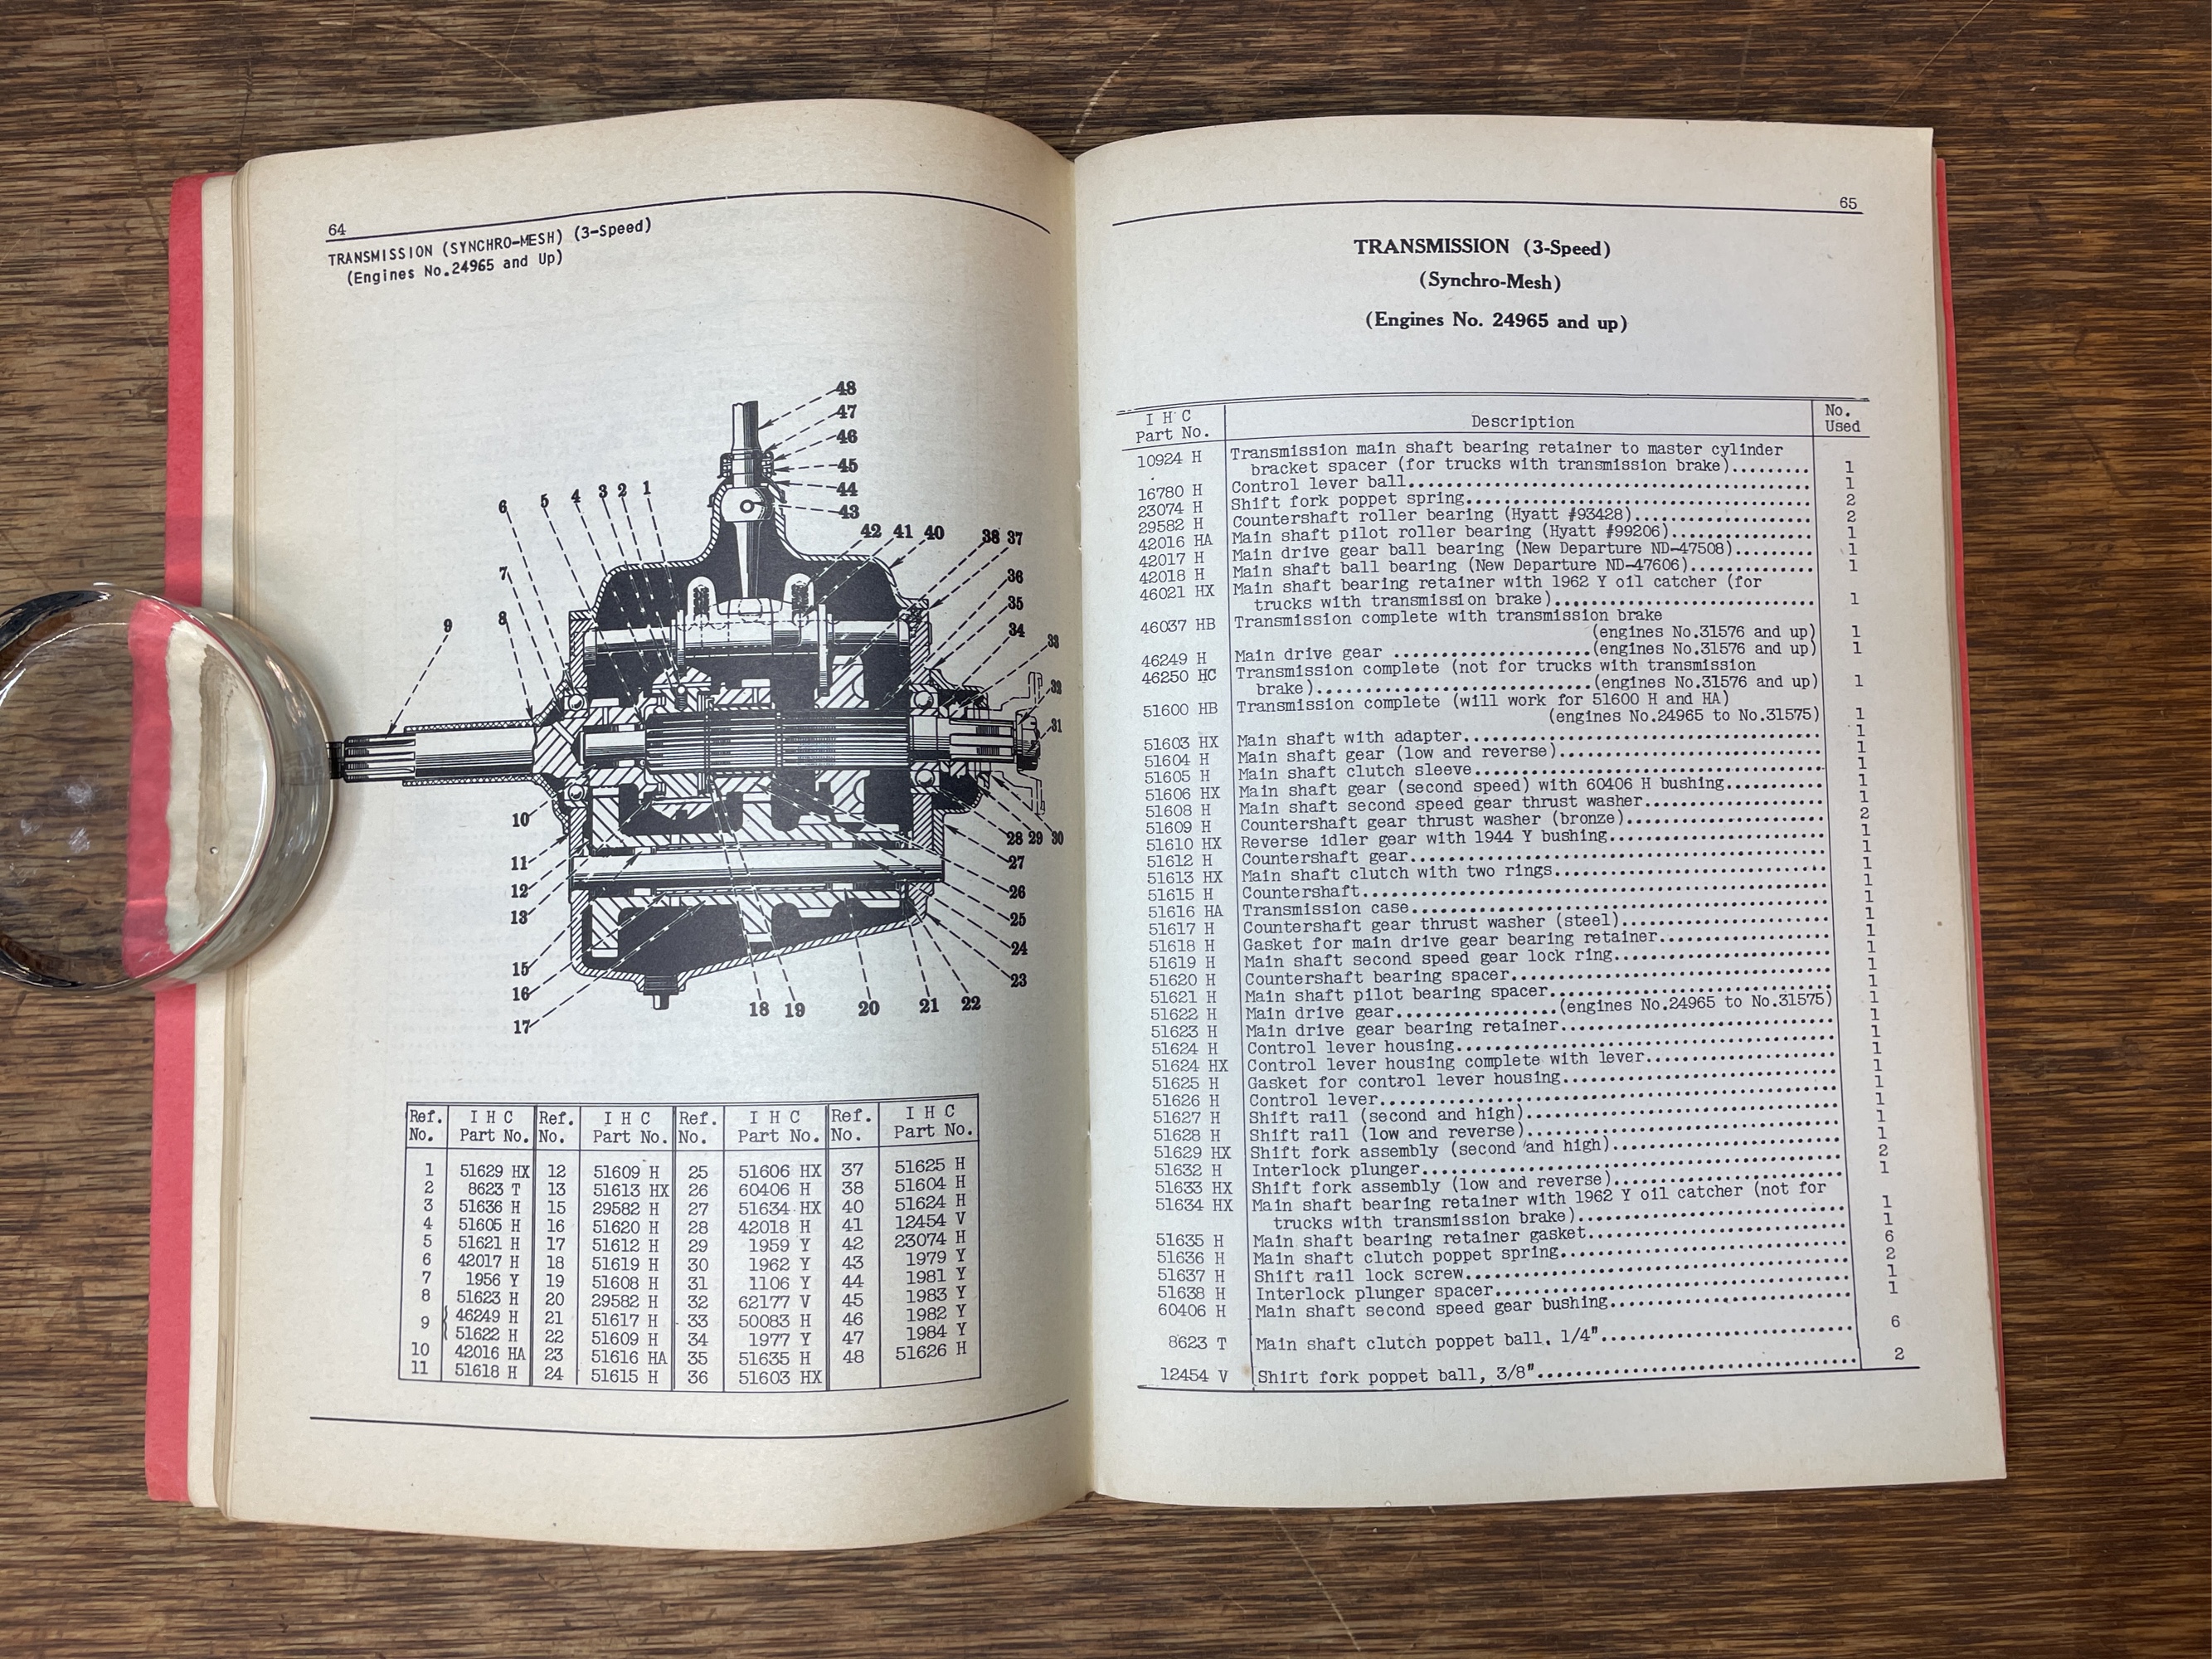 64
TRANSMISSION (SYNCHRO-MESH) (3-Speed)
(Engines No.24965 and Up)
48
47
46
45
44
43
6 5 4 3 2 1
42 41 40 38 37
7
36
8
35
9
34
33
32
31
10
28 29 30
11
27
12
26
13
25
24
15
23
16
18 19 20 21 22
17
Ref. No. I H C Part No. Ref. No. I H C Part No. Ref. No. I H C Part No. Ref. No. I H C Part No.
1 51629 HX 12 51609 H 25 51606 HX 37 51625 H
2 8623 T 13 51613 HX 26 60406 H 38 51604 H
3 51636 H 15 29582 H 27 51634 HX 40 51624 H
4 51605 H 16 51620 H 28 42018 H 41 12454 V
5 51621 H 17 51612 H 29 1959 Y 42 23074 H
6 42017 H 18 51619 H 30 1962 Y 43 1979 Y
7 1956 Y 19 51608 H 31 1106 Y 44 1981 Y
8 51623 H 20 29582 H 32 62177 V 45 1983 Y
9 46249 H 21 51617 H 33 50083 H 46 1982 Y
51622 H 22 51609 H 34 1977 Y 47 1984 Y
10 42016 HA 23 51616 HA 35 51635 H 48 51626 H
11 51618 H 24 51615 H 36 51603 HX
65
TRANSMISSION (3-Speed)
(Synchro-Mesh)
(Engines No. 24965 and up)
I H C Part No. Description No. Used
10924 H Transmission main shaft bearing retainer to master cylinder
bracket spacer (for trucks with transmission brake).......... 1
16780 H Control lever ball.......... 1
23074 H Shift fork poppet spring.......... 2
29582 H Countershaft roller bearing (Hyatt #93428).......... 2
42016 HA Main shaft pilot roller bearing (Hyatt #99206).......... 1
42017 H Main drive gear ball bearing (New Departure ND-47508).......... 1
42018 H Main shaft ball bearing (New Departure ND-47606).......... 1
46021 HX Main shaft bearing retainer with 1962 Y oil catcher (for
trucks with transmission brake).......... 1
46037 HB Transmission complete with transmission brake
(engines No.31576 and up) 1
46249 H Main drive gear ..........(engines No.31576 and up) 1
46250 HC Transmission complete (not for trucks with transmission
brake)..........(engines No.31576 and up) 1
51600 HB Transmission complete (will work for 51600 H and HA)
(engines No.24965 to No.31575) 1
51603 HX Main shaft with adapter.......... 1
51604 H Main shaft gear (low and reverse).......... 1
51605 H Main shaft clutch sleeve.......... 1
51606 HX Main shaft gear (second speed) with 60406 H bushing.......... 1
51608 H Main shaft second speed gear thrust washer.......... 1
51609 H Countershaft gear thrust washer (bronze).......... 2
51610 HX Reverse idler gear with 1944 Y bushing.......... 1
51612 H Countershaft gear.......... 1
51613 HX Main shaft clutch with two rings.......... 1
51615 H Countershaft.......... 1
51616 HA Transmission case.......... 1
51617 H Countershaft gear thrust washer (steel).......... 1
51618 H Gasket for main drive gear bearing retainer.......... 1
51619 H Main shaft second speed gear lock ring.......... 1
51620 H Countershaft bearing spacer.......... 1
51621 H Main shaft pilot bearing spacer.......... 1
51622 H Main drive gear..........(engines No.24965 to No.31575) 1
51623 H Main drive gear bearing retainer.......... 1
51624 H Control lever housing.......... 1
51624 HX Control lever housing complete with lever.......... 1
51625 H Gasket for control lever housing.......... 1
51626 H Control lever.......... 1
51627 H Shift rail (second and high).......... 1
51628 H Shift rail (low and reverse).......... 1
51629 HX Shift fork assembly (second and high).......... 1
51632 H Interlock plunger.......... 2
51633 HX Shift fork assembly (low and reverse).......... 1
51634 HX Main shaft bearing retainer with 1962 Y oil catcher (not for
trucks with transmission brake).......... 1
51635 H Main shaft bearing retainer gasket.......... 1
51636 H Main shaft clutch poppet spring.......... 6
51637 H Shift rail lock screw.......... 2
51638 H Interlock plunger spacer.......... 1
60406 H Main shaft second speed gear bushing.......... 1
8623 T Main shaft clutch poppet ball, 1/4".......... 6
12454 V Shift fork poppet ball, 3/8".......... 2